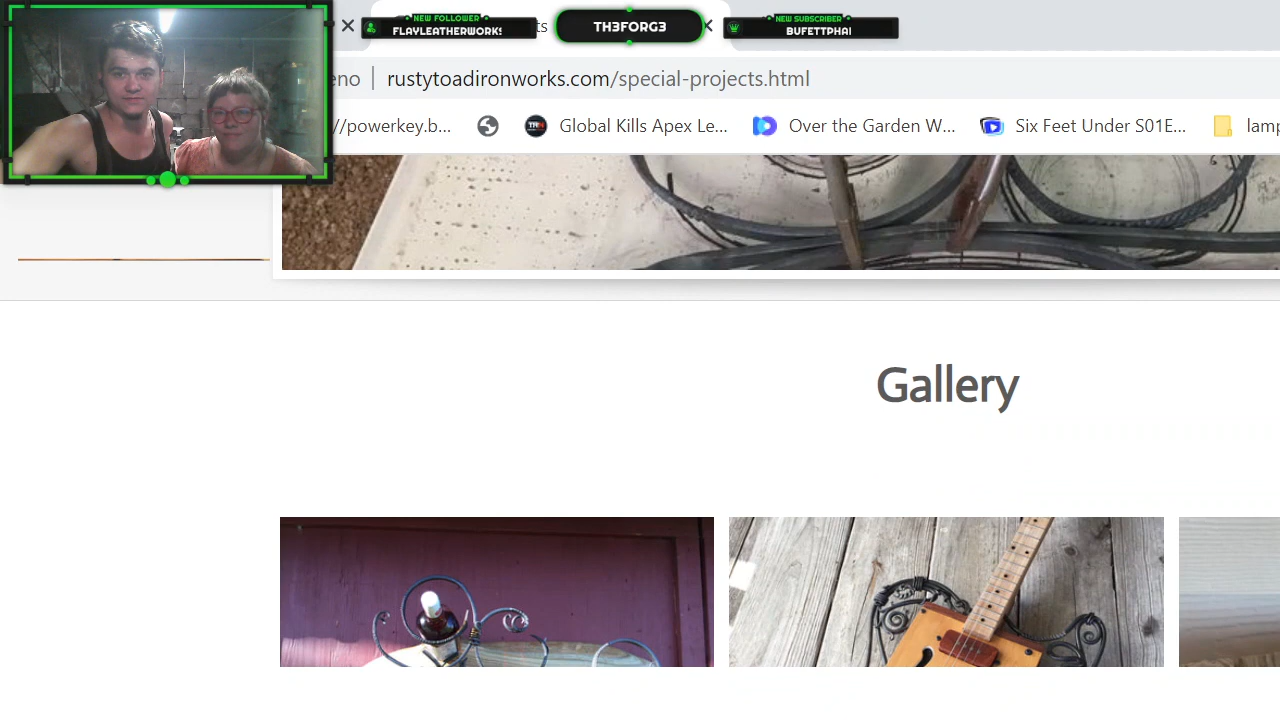 NEW FOLLOWER
FLAYLEATHERWORKS
ts
TH3FORG3
NEW SUBSCRIBER
BUFETTPHAI
eno
rustytoadironworks.com/special-projects.html
//powerkey.b...
Global Kills Apex Le...
Over the Garden W...
Six Feet Under S01E...
lamp
Gallery